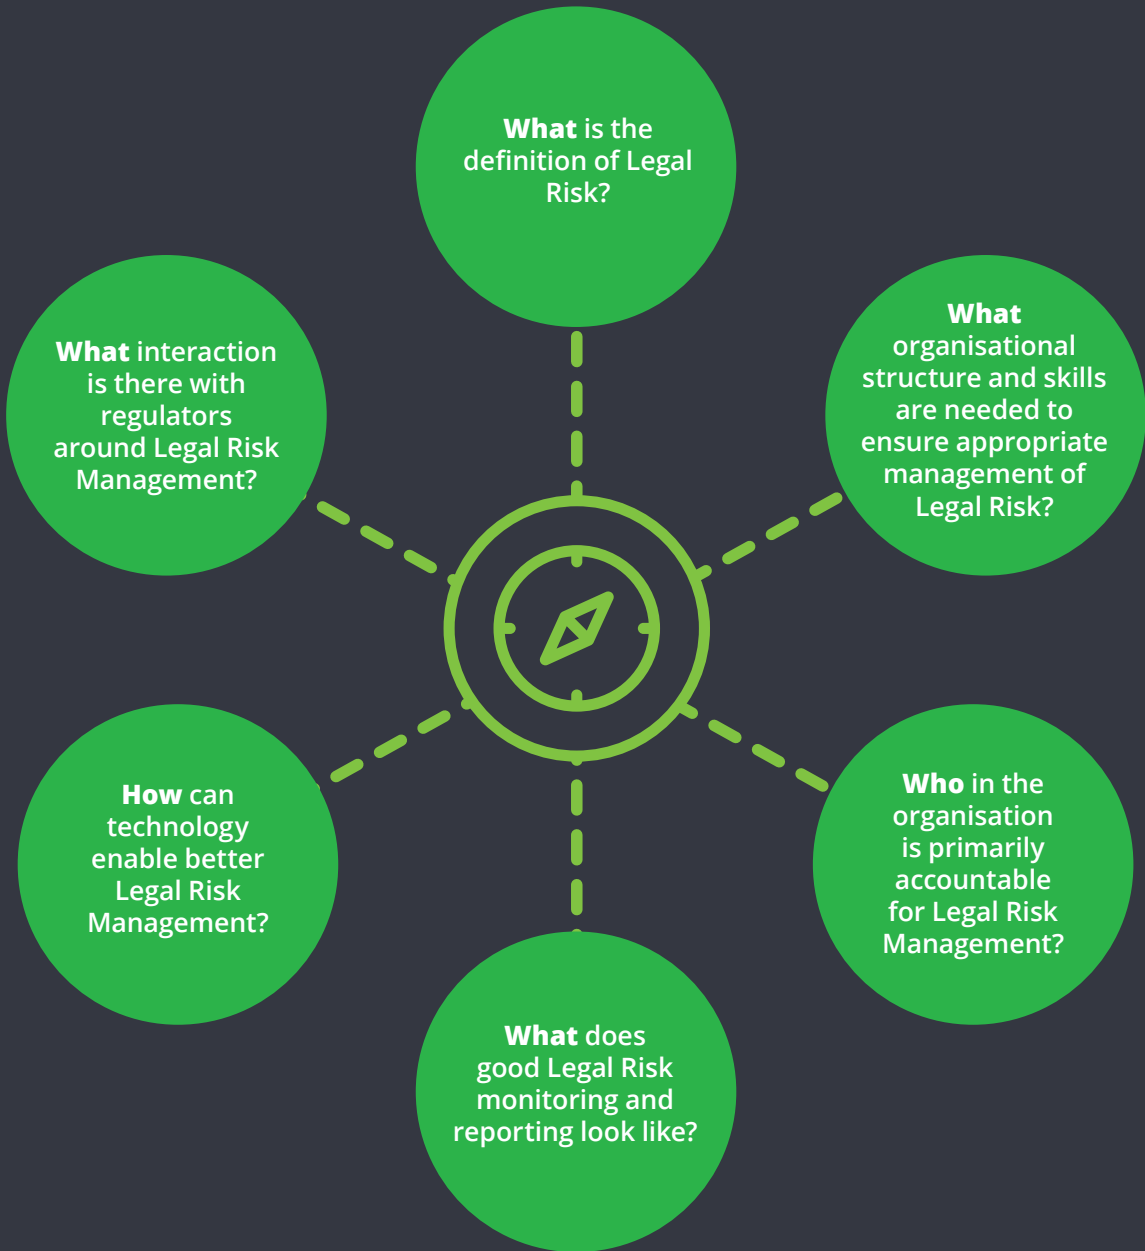 What is the
definition of Legal
Risk?
What
organisational
structure and skills
are needed to
ensure appropriate
management of
Legal Risk?
Who in the
organisation
is primarily
accountable
for Legal Risk
Management?
What does
good Legal Risk
monitoring and
reporting look like?
How can
technology
enable better
Legal Risk
Management?
What interaction
is there with
regulators
around Legal Risk
Management?